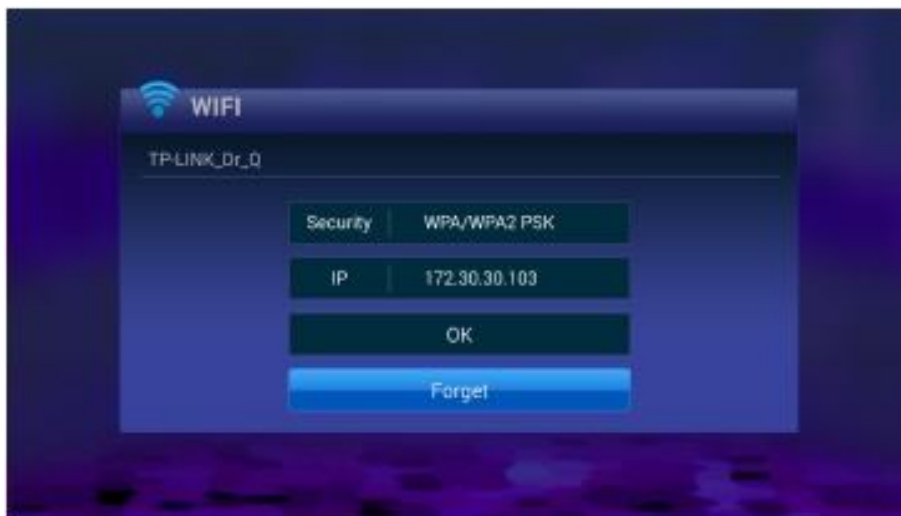 WIFI
TP-LINK_Dr_Q
Security WPA/WPA2 PSK
IP 172.30.30.103
OK
Forget